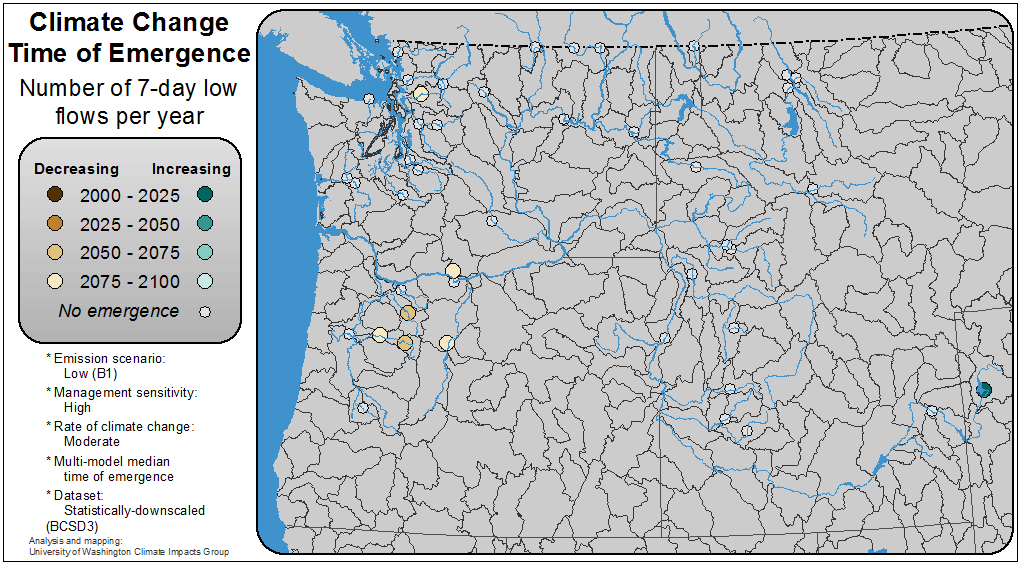 Climate Change
Time of Emergence
Number of 7-day low
flows per year
Decreasing Increasing
2000 - 2025
2025 - 2050
2050 - 2075
2075 - 2100
No emergence
* Emission scenario:
Low (B1)
* Management sensitivity:
High
* Rate of climate change:
Moderate
* Multi-model median
time of emergence
* Dataset:
Statistically-downscaled
(BCSD3)
Analysis and mapping:
University of Washington Climate Impacts Group